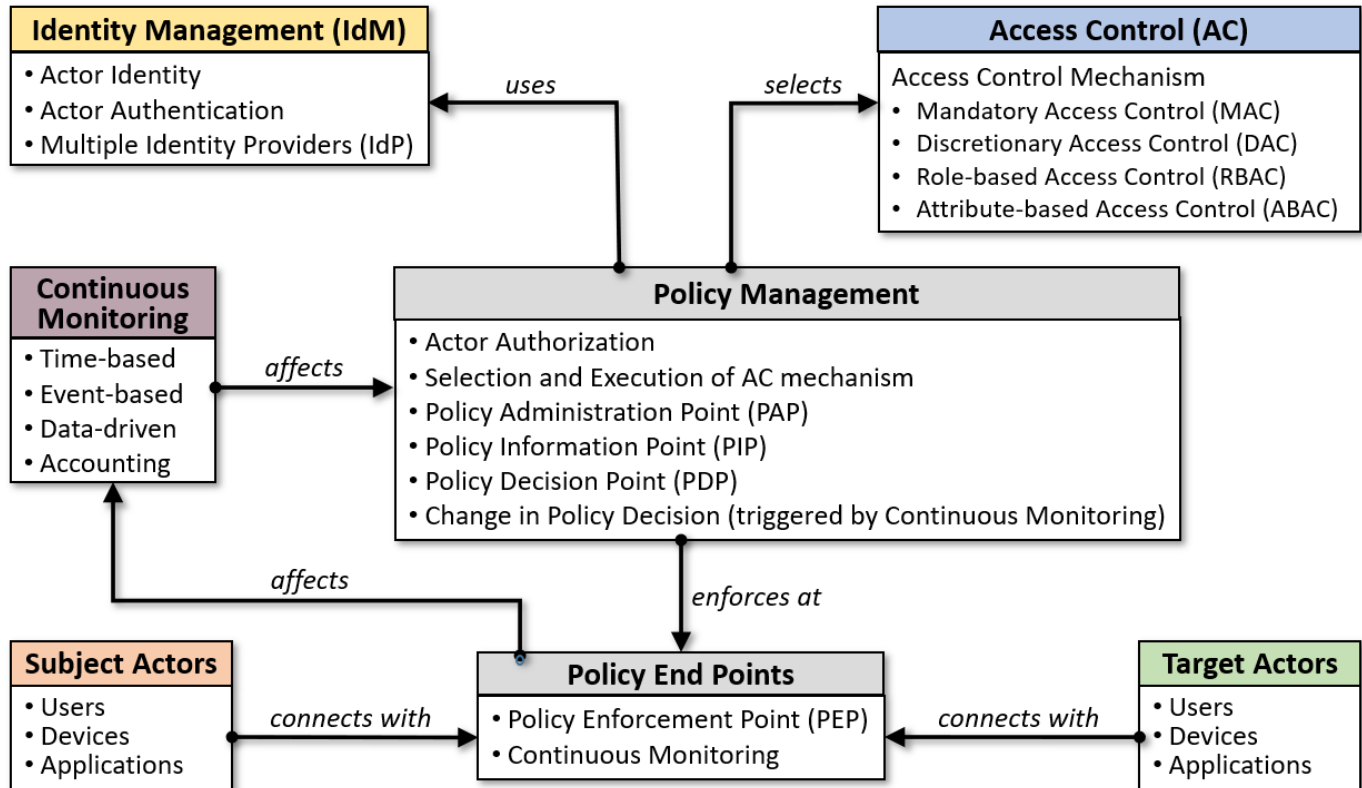 Identity Management (IdM)
• Actor Identity
• Actor Authentication
• Multiple Identity Providers (IdP)
uses
selects
Access Control (AC)
Access Control Mechanism
• Mandatory Access Control (MAC)
• Discretionary Access Control (DAC)
• Role-based Access Control (RBAC)
• Attribute-based Access Control (ABAC)
Continuous
Monitoring
• Time-based
• Event-based
• Data-driven
• Accounting
affects
Policy Management
• Actor Authorization
• Selection and Execution of AC mechanism
• Policy Administration Point (PAP)
• Policy Information Point (PIP)
• Policy Decision Point (PDP)
• Change in Policy Decision (triggered by Continuous Monitoring)
affects
enforces at
Subject Actors
• Users
• Devices
• Applications
connects with
Policy End Points
• Policy Enforcement Point (PEP)
• Continuous Monitoring
connects with
Target Actors
• Users
• Devices
• Applications